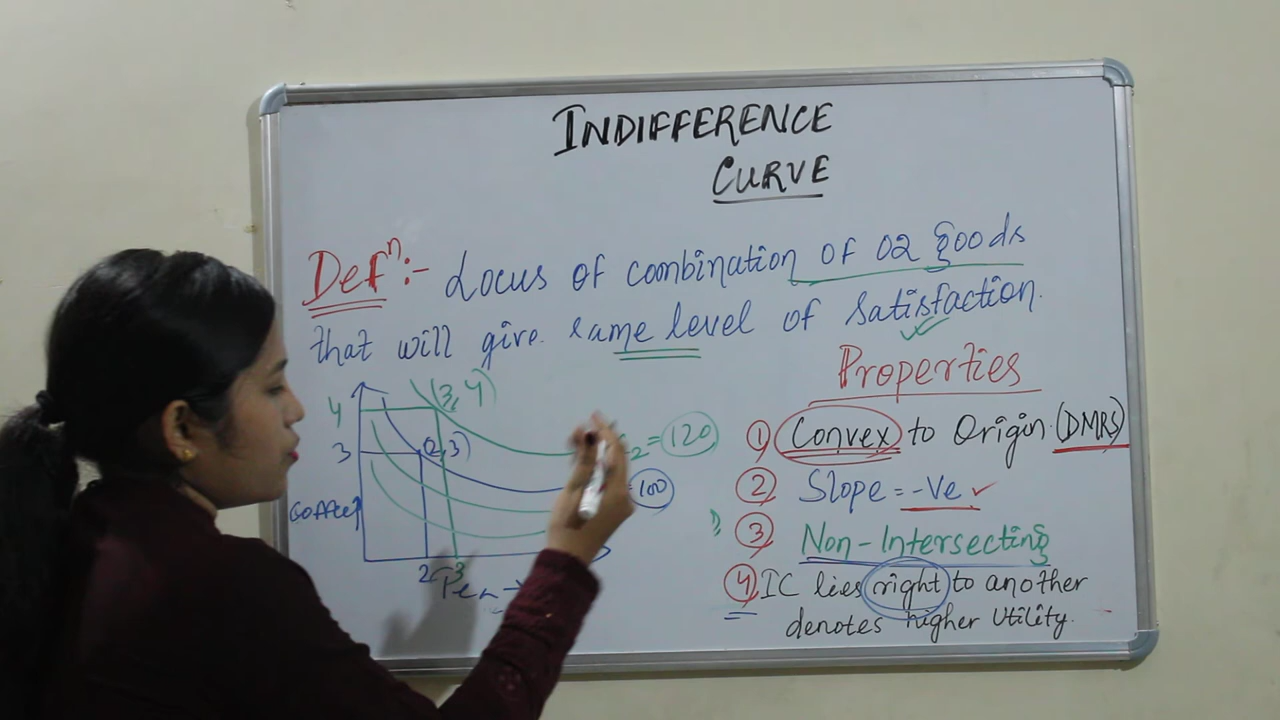 INDIFFERENCE
CURVE
Defⁿ:- Locus of combination of 02 goods
that will give same level of satisfaction.
Properties
① Convex to Origin (DMRS)
② Slope = -Ve ✓
③ Non-Intersecting
④ IC lies right to another
denotes higher Utility.
4 (3,4)
3 (2,3)
2 = 120
= 100
2 3